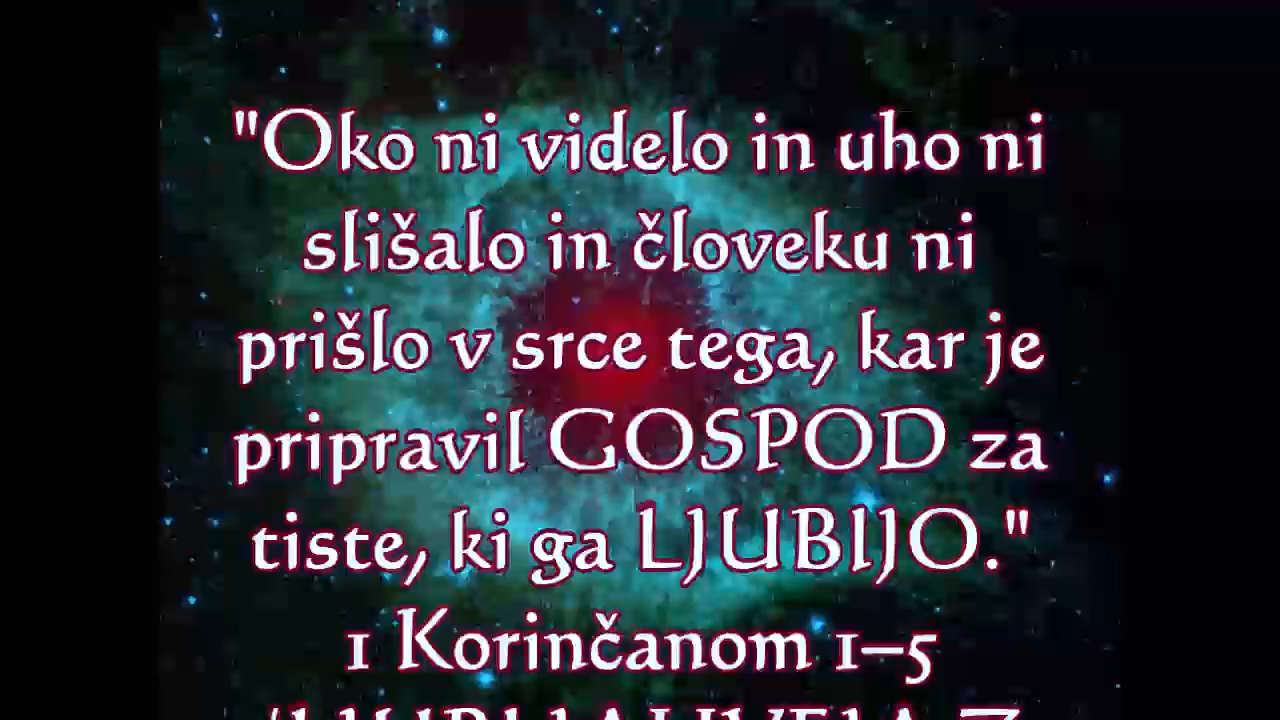 "Oko ni videlo in uho ni
slišalo in človeku ni
prišlo v srce tega, kar je
pripravil GOSPOD za
tiste, ki ga LJUBIJO."
1 Korinčanom 1–5